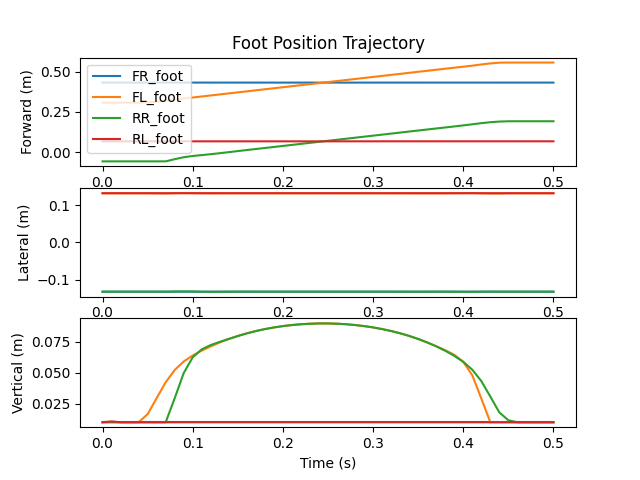 Foot Position Trajectory
Forward (m)
0.50
0.25
0.00
FR_foot
FL_foot
RR_foot
RL_foot
0.0 0.1 0.2 0.3 0.4 0.5
Lateral (m)
0.1
0.0
−0.1
0.0 0.1 0.2 0.3 0.4 0.5
Vertical (m)
0.075
0.050
0.025
0.0 0.1 0.2 0.3 0.4 0.5
Time (s)